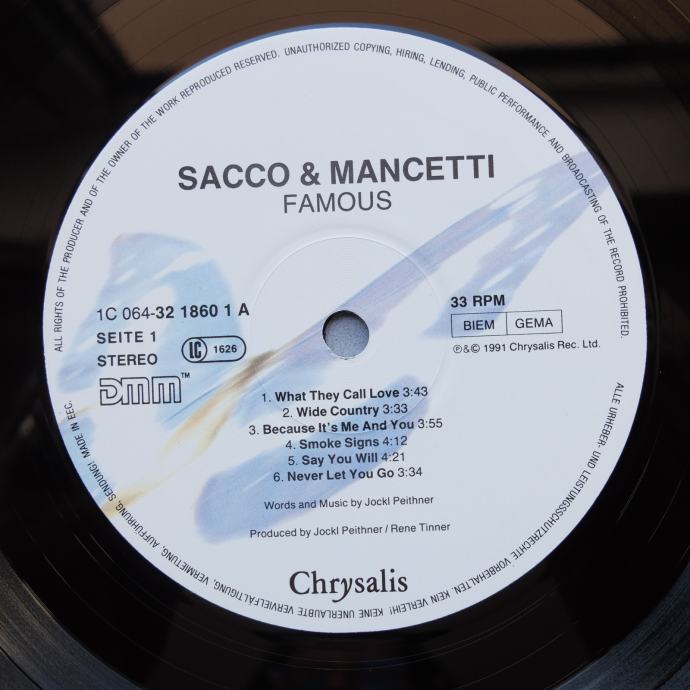 ALL RIGHTS OF THE PRODUCER AND OF THE OWNER OF THE WORK REPRODUCED RESERVED. UNAUTHORIZED COPYING, HIRING, LENDING, PUBLIC PERFORMANCE AND BROADCASTING OF THE RECORD PROHIBITED.
SACCO & MANCETTI
FAMOUS
1C 064-32 1860 1 A
SEITE 1
STEREO
LC 1626
DMM™
33 RPM
BIEM GEMA
℗&© 1991 Chrysalis Rec. Ltd.
1. What They Call Love 3:43
2. Wide Country 3:33
3. Because It's Me And You 3:55
4. Smoke Signs 4:12
5. Say You Will 4:21
6. Never Let You Go 3:34
Words and Music by Jockl Peithner
Produced by Jockl Peithner / Rene Tinner
Chrysalis
ALLE URHEBER- UND LEISTUNGSSCHUTZRECHTE VORBEHALTEN. KEIN VERLEIH! KEINE UNERLAUBTE VERVIELFÄLTIGUNG, VERMIETUNG, AUFFÜHRUNG, SENDUNG! MADE IN EEC.